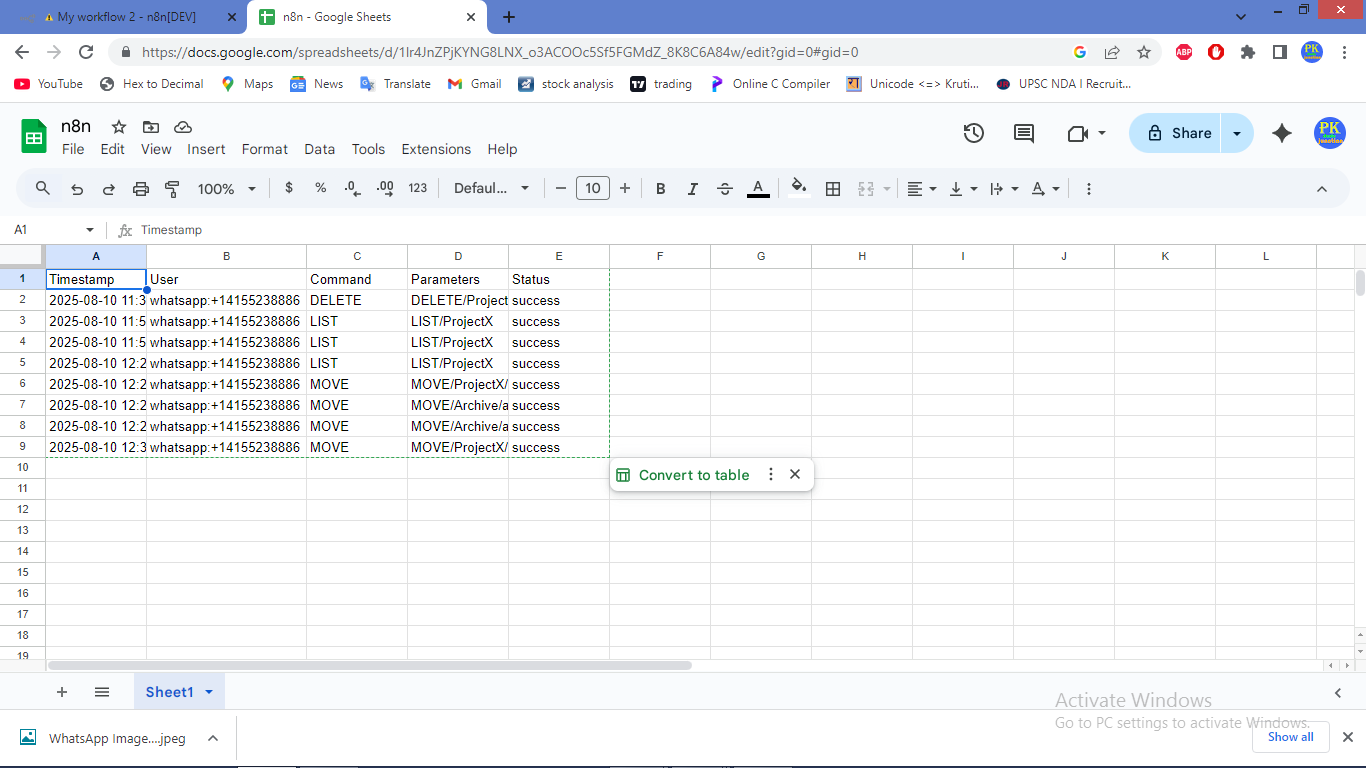 My workflow 2 - n8n[DEV]
n8n - Google Sheets
https://docs.google.com/spreadsheets/d/1Ir4JnZPjKYNG8LNX_o3ACOOc5Sf5FGMdZ_8K8C6A84w/edit?gid=0#gid=0
ABP
PK
YouTube Hex to Decimal Maps News Translate Gmail stock analysis trading Online C Compiler Unicode <=> Kruti... UPSC NDA I Recruit...
n8n
File Edit View Insert Format Data Tools Extensions Help
Share
PK
100% $ % .0 .00 123 Defaul... 10 B I A
A1 fx Timestamp
A B C D E F G H I J K L
1 Timestamp User Command Parameters Status
2 2025-08-10 11:3 whatsapp:+14155238886 DELETE DELETE/Project success
3 2025-08-10 11:5 whatsapp:+14155238886 LIST LIST/ProjectX success
4 2025-08-10 11:5 whatsapp:+14155238886 LIST LIST/ProjectX success
5 2025-08-10 12:2 whatsapp:+14155238886 LIST LIST/ProjectX success
6 2025-08-10 12:2 whatsapp:+14155238886 MOVE MOVE/ProjectX/ success
7 2025-08-10 12:2 whatsapp:+14155238886 MOVE MOVE/Archive/a success
8 2025-08-10 12:2 whatsapp:+14155238886 MOVE MOVE/Archive/a success
9 2025-08-10 12:3 whatsapp:+14155238886 MOVE MOVE/ProjectX/ success
10
Convert to table
11
12
13
14
15
16
17
18
19
Sheet1
Activate Windows
Go to PC settings to activate Windows.
WhatsApp Image....jpeg
Show all